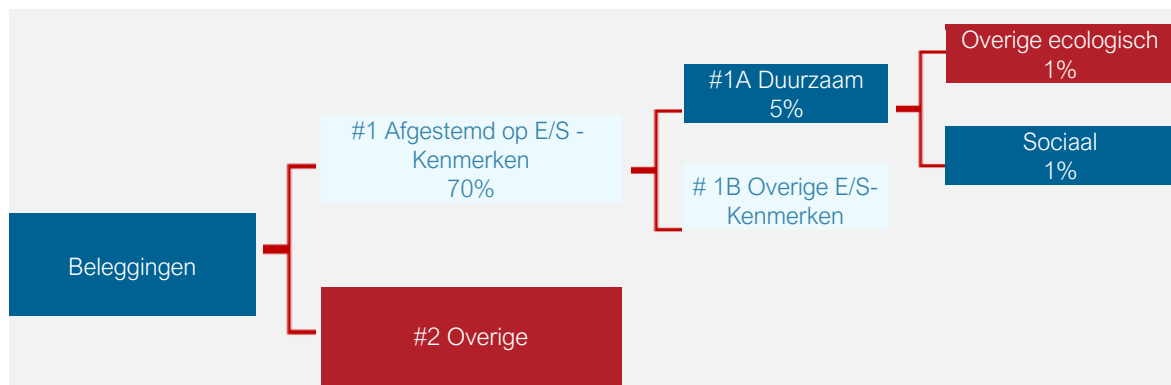 Beleggingen
#1 Afgestemd op E/S -
Kenmerken
70%
#2 Overige
#1A Duurzaam
5%
# 1B Overige E/S-
Kenmerken
Overige ecologisch
1%
Sociaal
1%